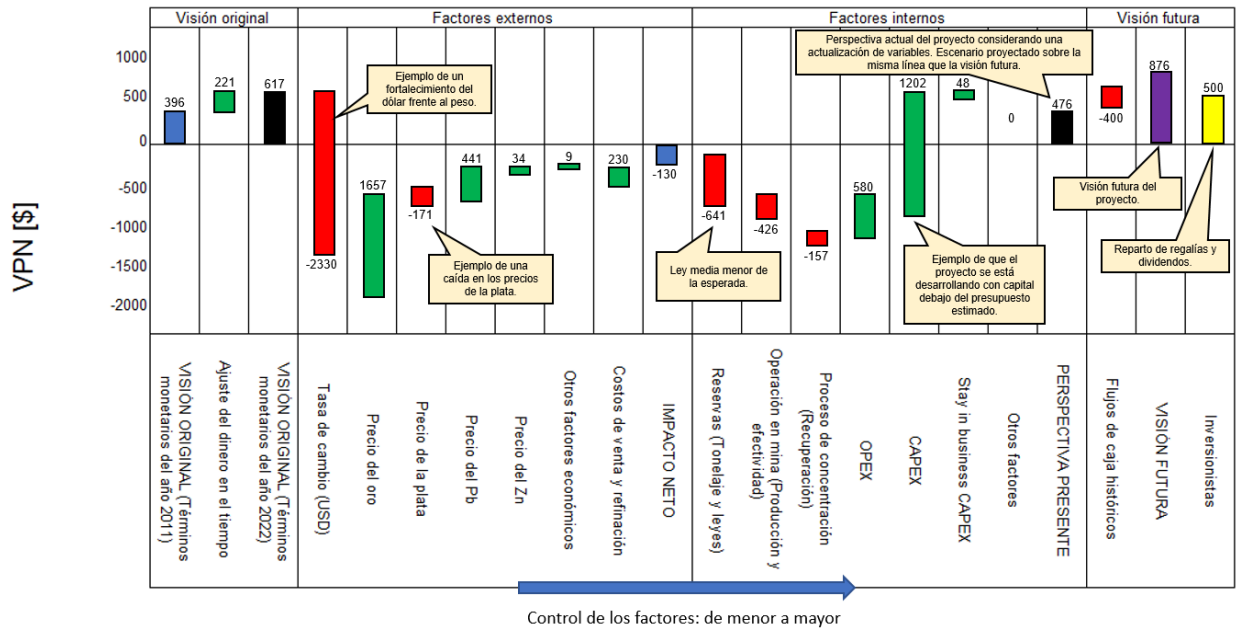 Visión original
Factores externos
Factores internos
Visión futura
VPN [$]
1000
500
0
-500
-1000
-1500
-2000
396
221
617
-2330
1657
-171
441
34
9
230
-130
-641
-426
-157
580
1202
48
0
476
-400
876
500
Ejemplo de un
fortalecimiento del
dólar frente al peso.
Ejemplo de una
caída en los precios
de la plata.
Ley media menor de
la esperada.
Perspectiva actual del proyecto considerando una
actualización de variables. Escenario proyectado sobre la
misma línea que la visión futura.
Ejemplo de que el
proyecto se está
desarrollando con capital
debajo del presupuesto
estimado.
Visión futura del
proyecto.
Reparto de regalías y
dividendos.
VISIÓN ORIGINAL (Términos
monetarios del año 2011)
Ajuste del dinero en el tiempo
VISIÓN ORIGINAL (Términos
monetarios del año 2022)
Tasa de cambio (USD)
Precio del oro
Precio de la plata
Precio del Pb
Precio del Zn
Otros factores económicos
Costos de venta y refinación
IMPACTO NETO
Reservas (Tonelaje y leyes)
Operación en mina (Producción y
efectividad)
Proceso de concentración
(Recuperación)
OPEX
CAPEX
Stay in business CAPEX
Otros factores
PERSPECTIVA PRESENTE
Flujos de caja históricos
VISIÓN FUTURA
Inversionistas
Control de los factores: de menor a mayor